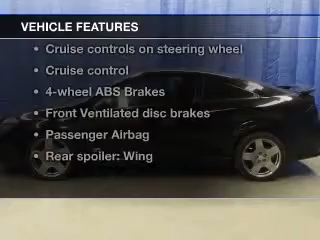 VEHICLE FEATURES
• Cruise controls on steering wheel
• Cruise control
• 4-wheel ABS Brakes
• Front Ventilated disc brakes
• Passenger Airbag
• Rear spoiler: Wing